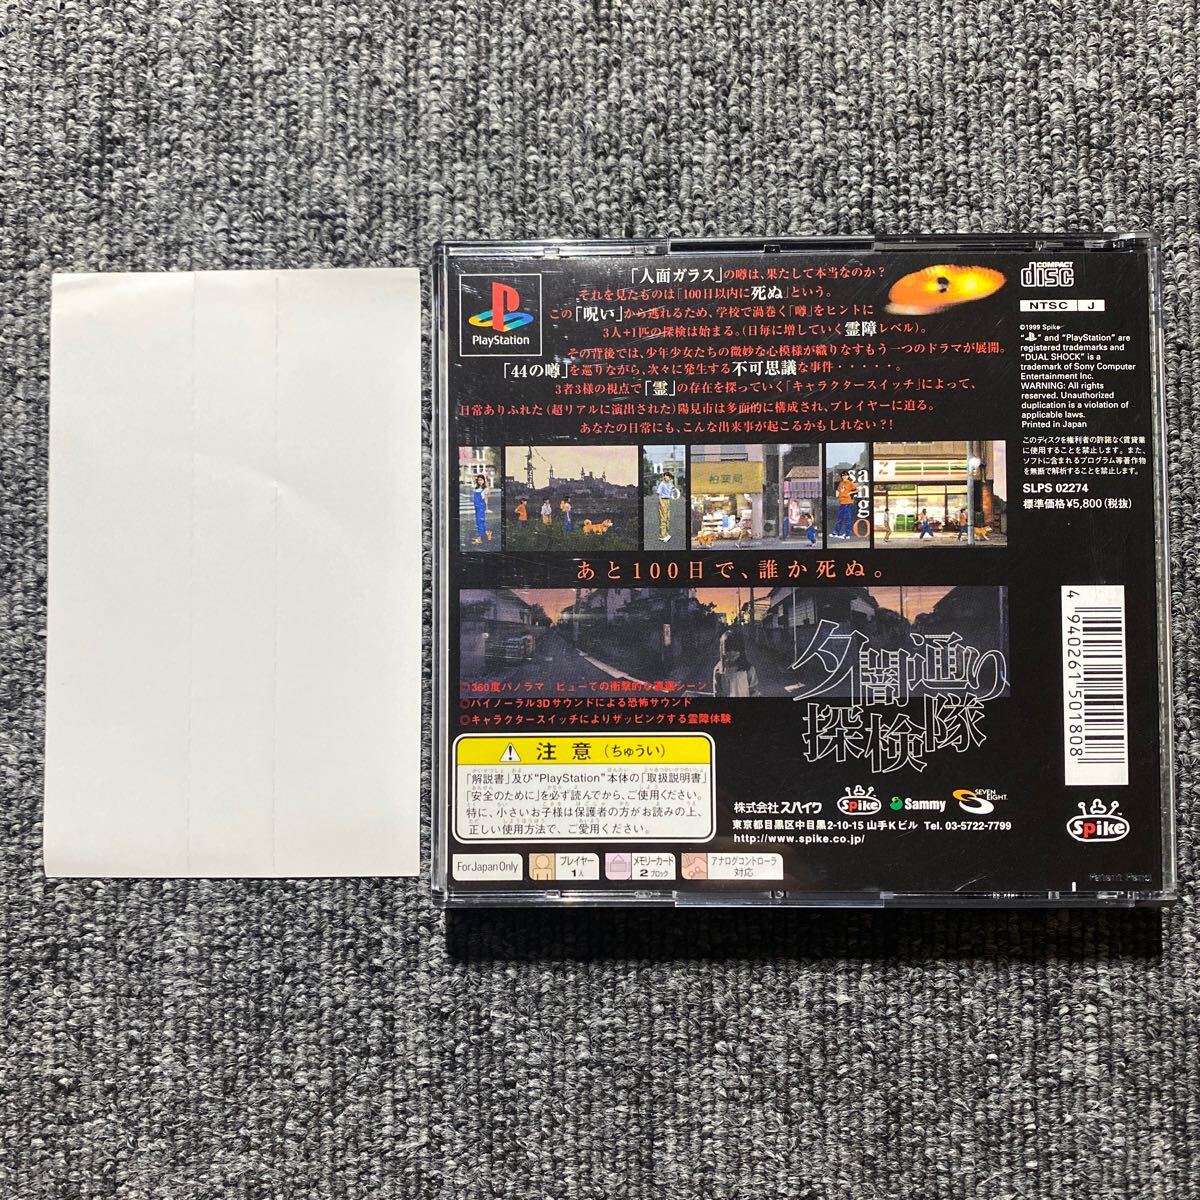 PlayStation
「人面ガラス」の噂は、果たして本当なのか?
それを見たものは「100日以内に死ぬ」という。
この「呪い」から逃れるため、学校で渦巻く「噂」をヒントに
3人+1匹の探検は始まる。(日毎に増していく霊障レベル)。
その背後では、少年少女たちの微妙な心模様が織りなすもう一つのドラマが展開。
「44の噂」を巡りながら、次々に発生する不可思議な事件・・・・・。
3者3様の視点で「霊」の存在を探っていく「キャラクタースイッチ」によって、
日常ありふれた(超リアルに演出された)陽見市は多面的に構成され、プレイヤーに迫る。
あなたの日常にも、こんな出来事が起こるかもしれない?!
COMPACT
disc
NTSC J
©1999 Spike
"PS" and "PlayStation" are
registered trademarks and
"DUAL SHOCK" is a
trademark of Sony Computer
Entertainment Inc.
WARNING: All rights
reserved. Unauthorized
duplication is a violation of
applicable laws.
Printed in Japan
このディスクを権利者の許諾なく賃貸業
に使用することを禁止します。また、
ソフトに含まれるプログラム等著作物
を無断で解析することを禁止します。
SLPS 02274
標準価格¥5,800(税抜)
sango
あと100日で、誰か死ぬ。
夕闇通り
探検隊
○360度パノラマ ビューでの衝撃的な遭遇シーン
○バイノーラル3Dサウンドによる恐怖サウンド
○キャラクタースイッチによりザッピングする霊障体験
4 940261 501808
注意(ちゅうい)
「解説書」及び"PlayStation"本体の「取扱説明書」
「安全のために」を必ず読んでから、ご使用ください。
特に、小さいお子様は保護者の方がお読みの上、
正しい使用方法で、ご愛用ください。
株式会社スパイク Spike Sammy SEVEN EIGHT.
東京都目黒区中目黒2-10-15 山手Kビル Tel. 03-5722-7799
http://www.spike.co.jp/
Spike
For Japan Only
プレイヤー
1人
メモリーカード
2ブロック
アナログコントローラ
対応